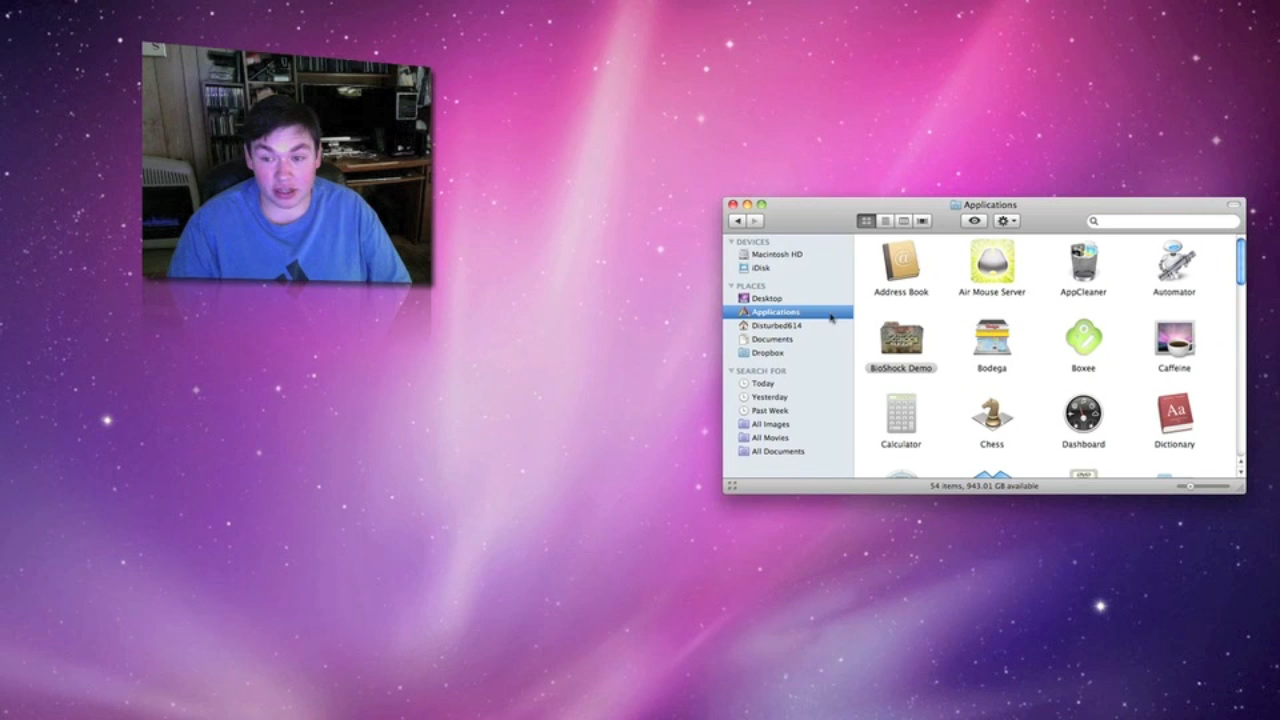 Applications
DEVICES
Macintosh HD
iDisk
PLACES
Desktop
Applications
Disturbed614
Documents
Dropbox
SEARCH FOR
Today
Yesterday
Past Week
All Images
All Movies
All Documents
Address Book
Air Mouse Server
AppCleaner
Automator
BioShock Demo
Bodega
Boxee
Caffeine
Calculator
Chess
Dashboard
Aa
Dictionary
DVD
54 items, 943.01 GB available